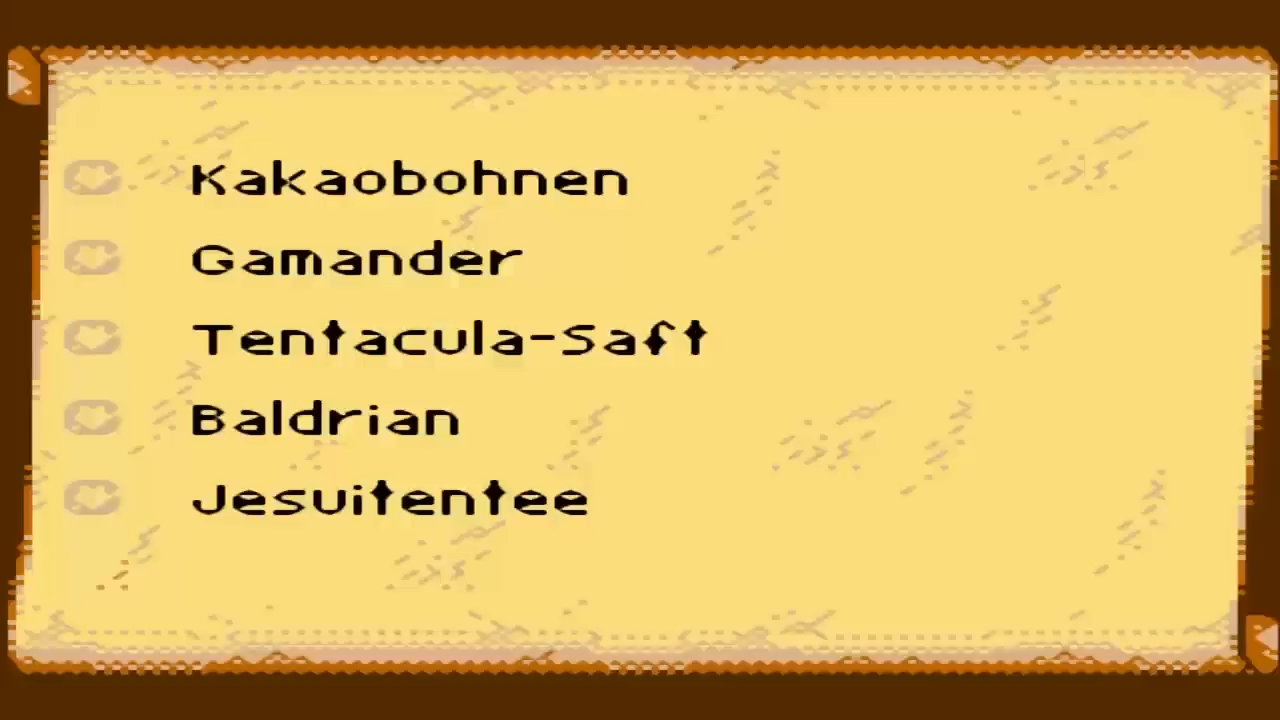 Kakaobohnen
Gamander
Tentacula-Saft
Baldrian
Jesuitentee